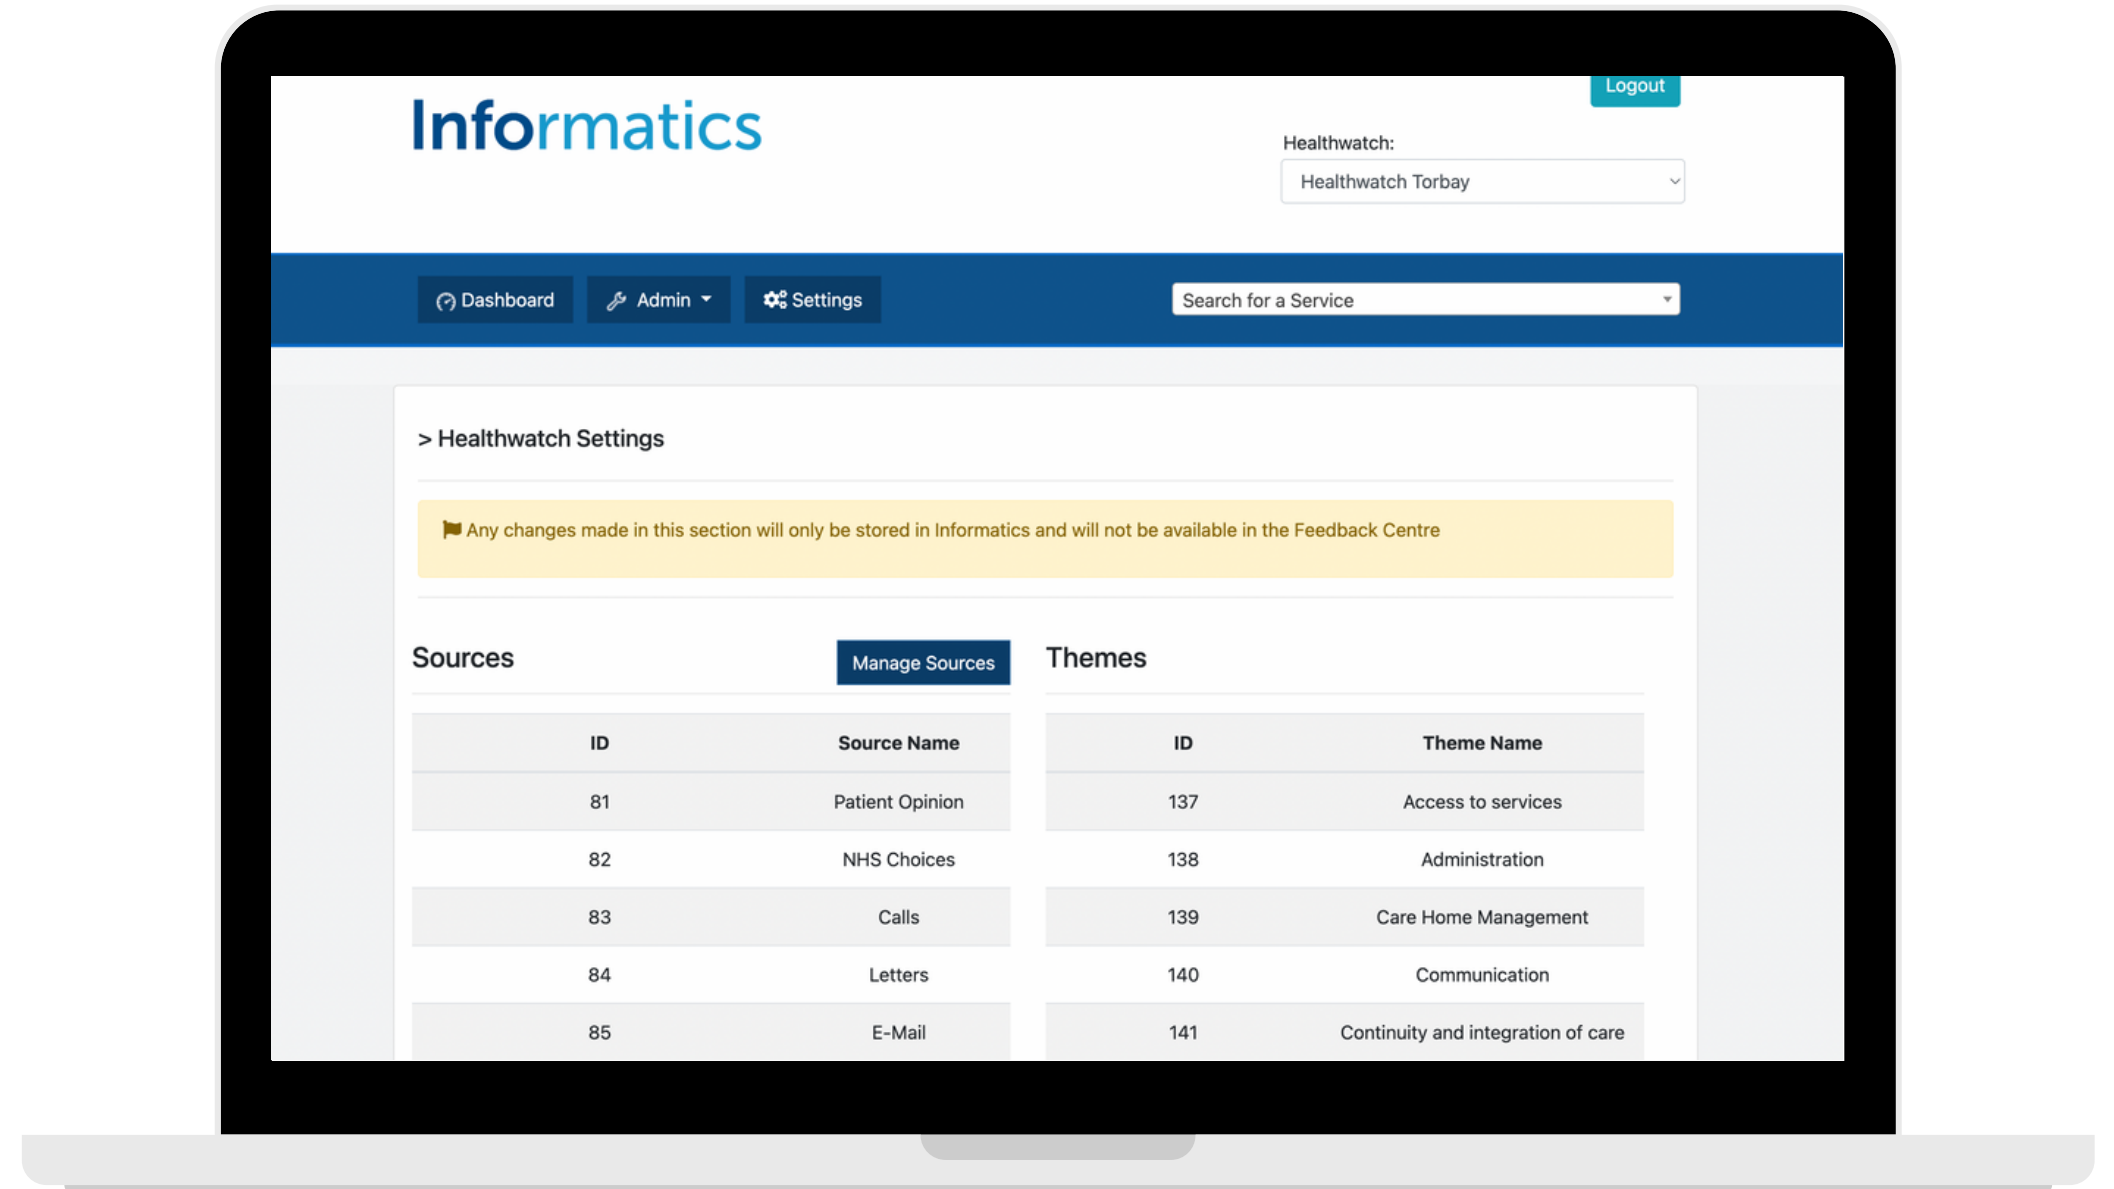 Logout
Informatics
Healthwatch:
Healthwatch Torbay
Dashboard Admin Settings Search for a Service
> Healthwatch Settings
Any changes made in this section will only be stored in Informatics and will not be available in the Feedback Centre
Sources Manage Sources Themes
ID Source Name ID Theme Name
81 Patient Opinion 137 Access to services
82 NHS Choices 138 Administration
83 Calls 139 Care Home Management
84 Letters 140 Communication
85 E-Mail 141 Continuity and integration of care